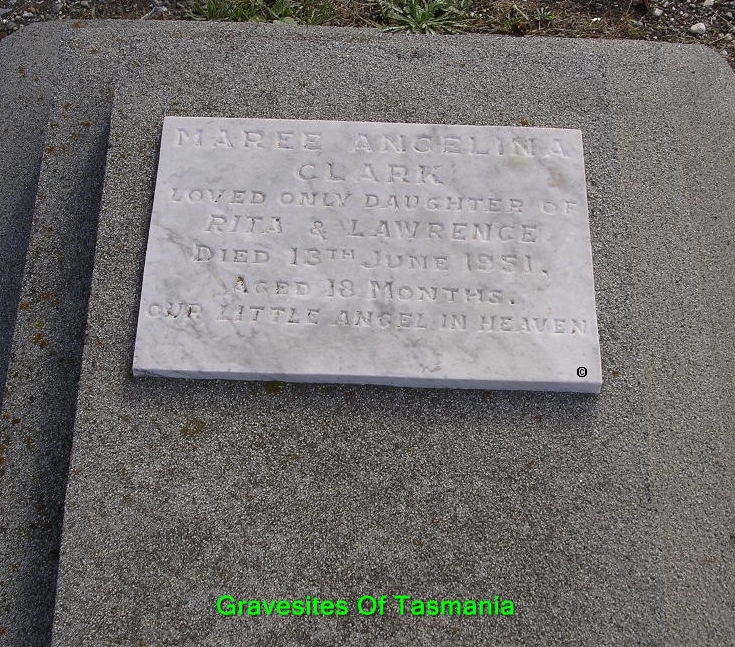 MAREE ANGELINA
CLARK
LOVED ONLY DAUGHTER OF
RITA & LAWRENCE
DIED 13TH JUNE 1951,
AGED 18 MONTHS.
OUR LITTLE ANGEL IN HEAVEN
©
Gravesites Of Tasmania